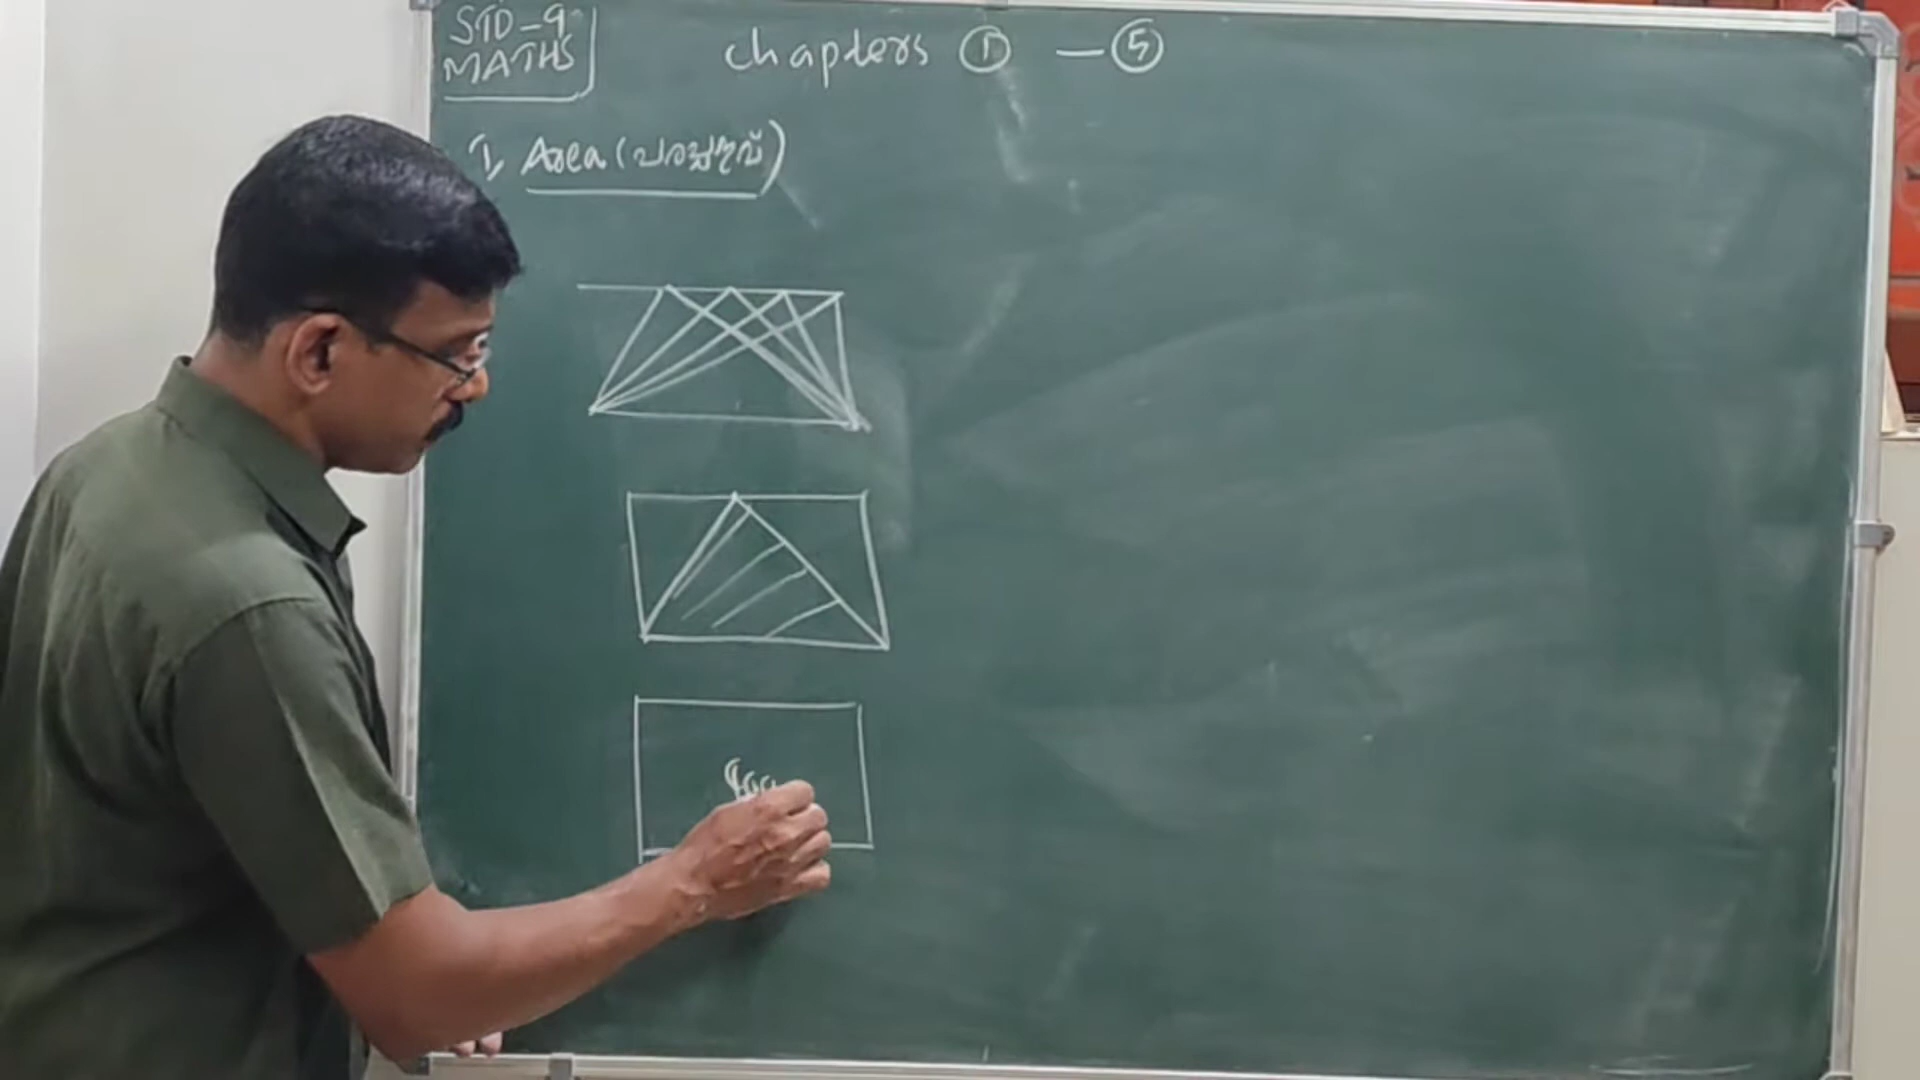 STD-9
MATHS
chapters ① — ⑤
1, Area (പരപ്പളവ്)